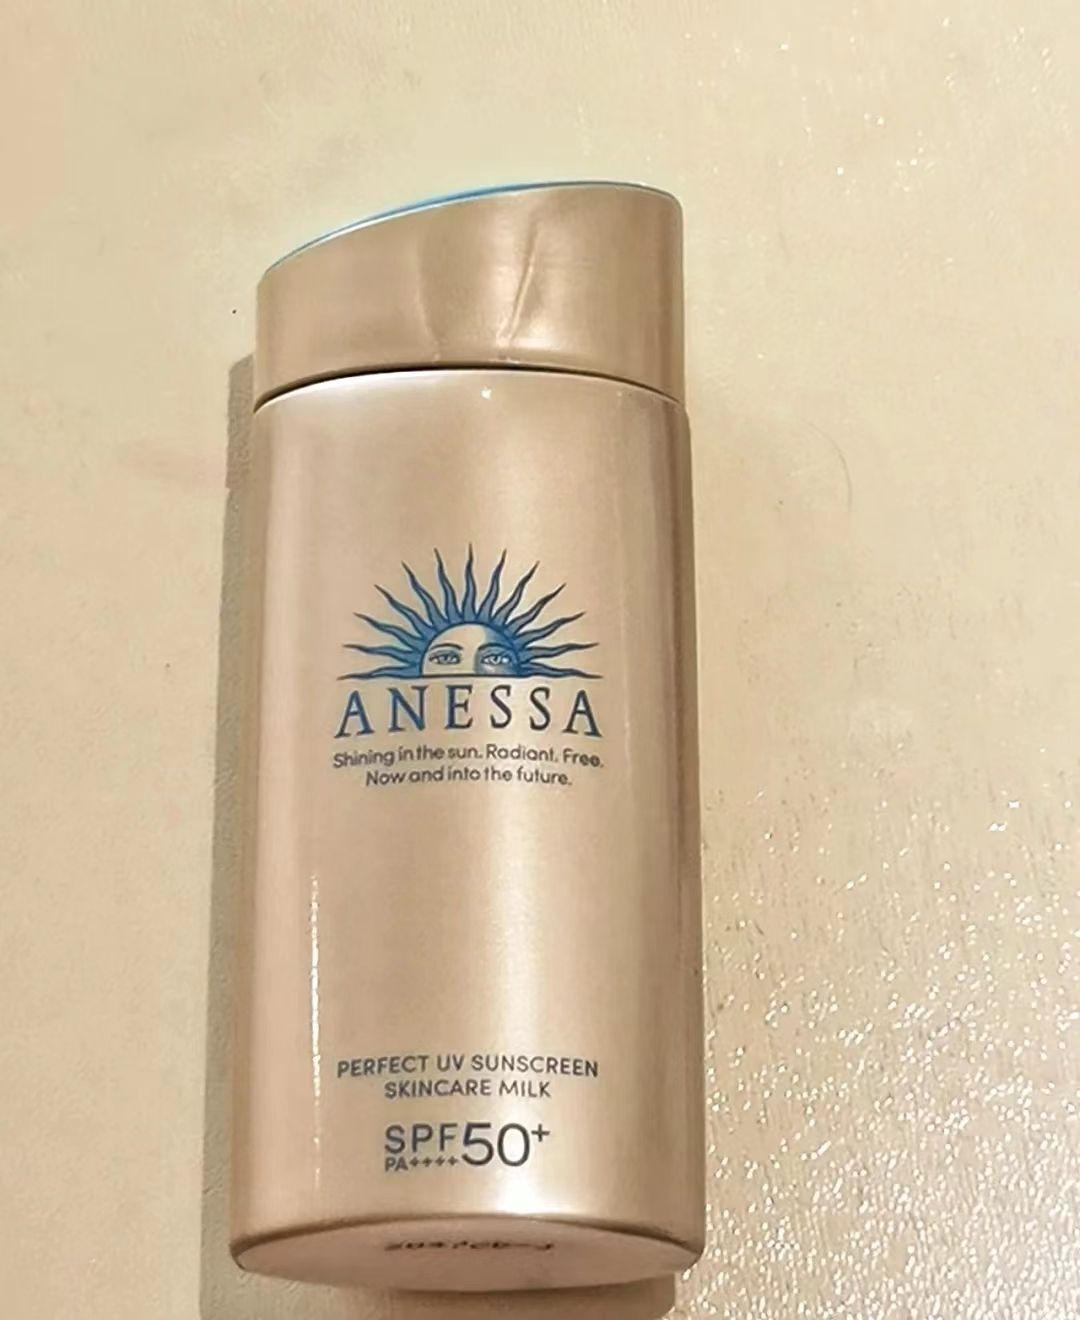 ANESSA
Shining in the sun. Radiant. Free.
Now and into the future.
PERFECT UV SUNSCREEN
SKINCARE MILK
SPF50+
PA++++